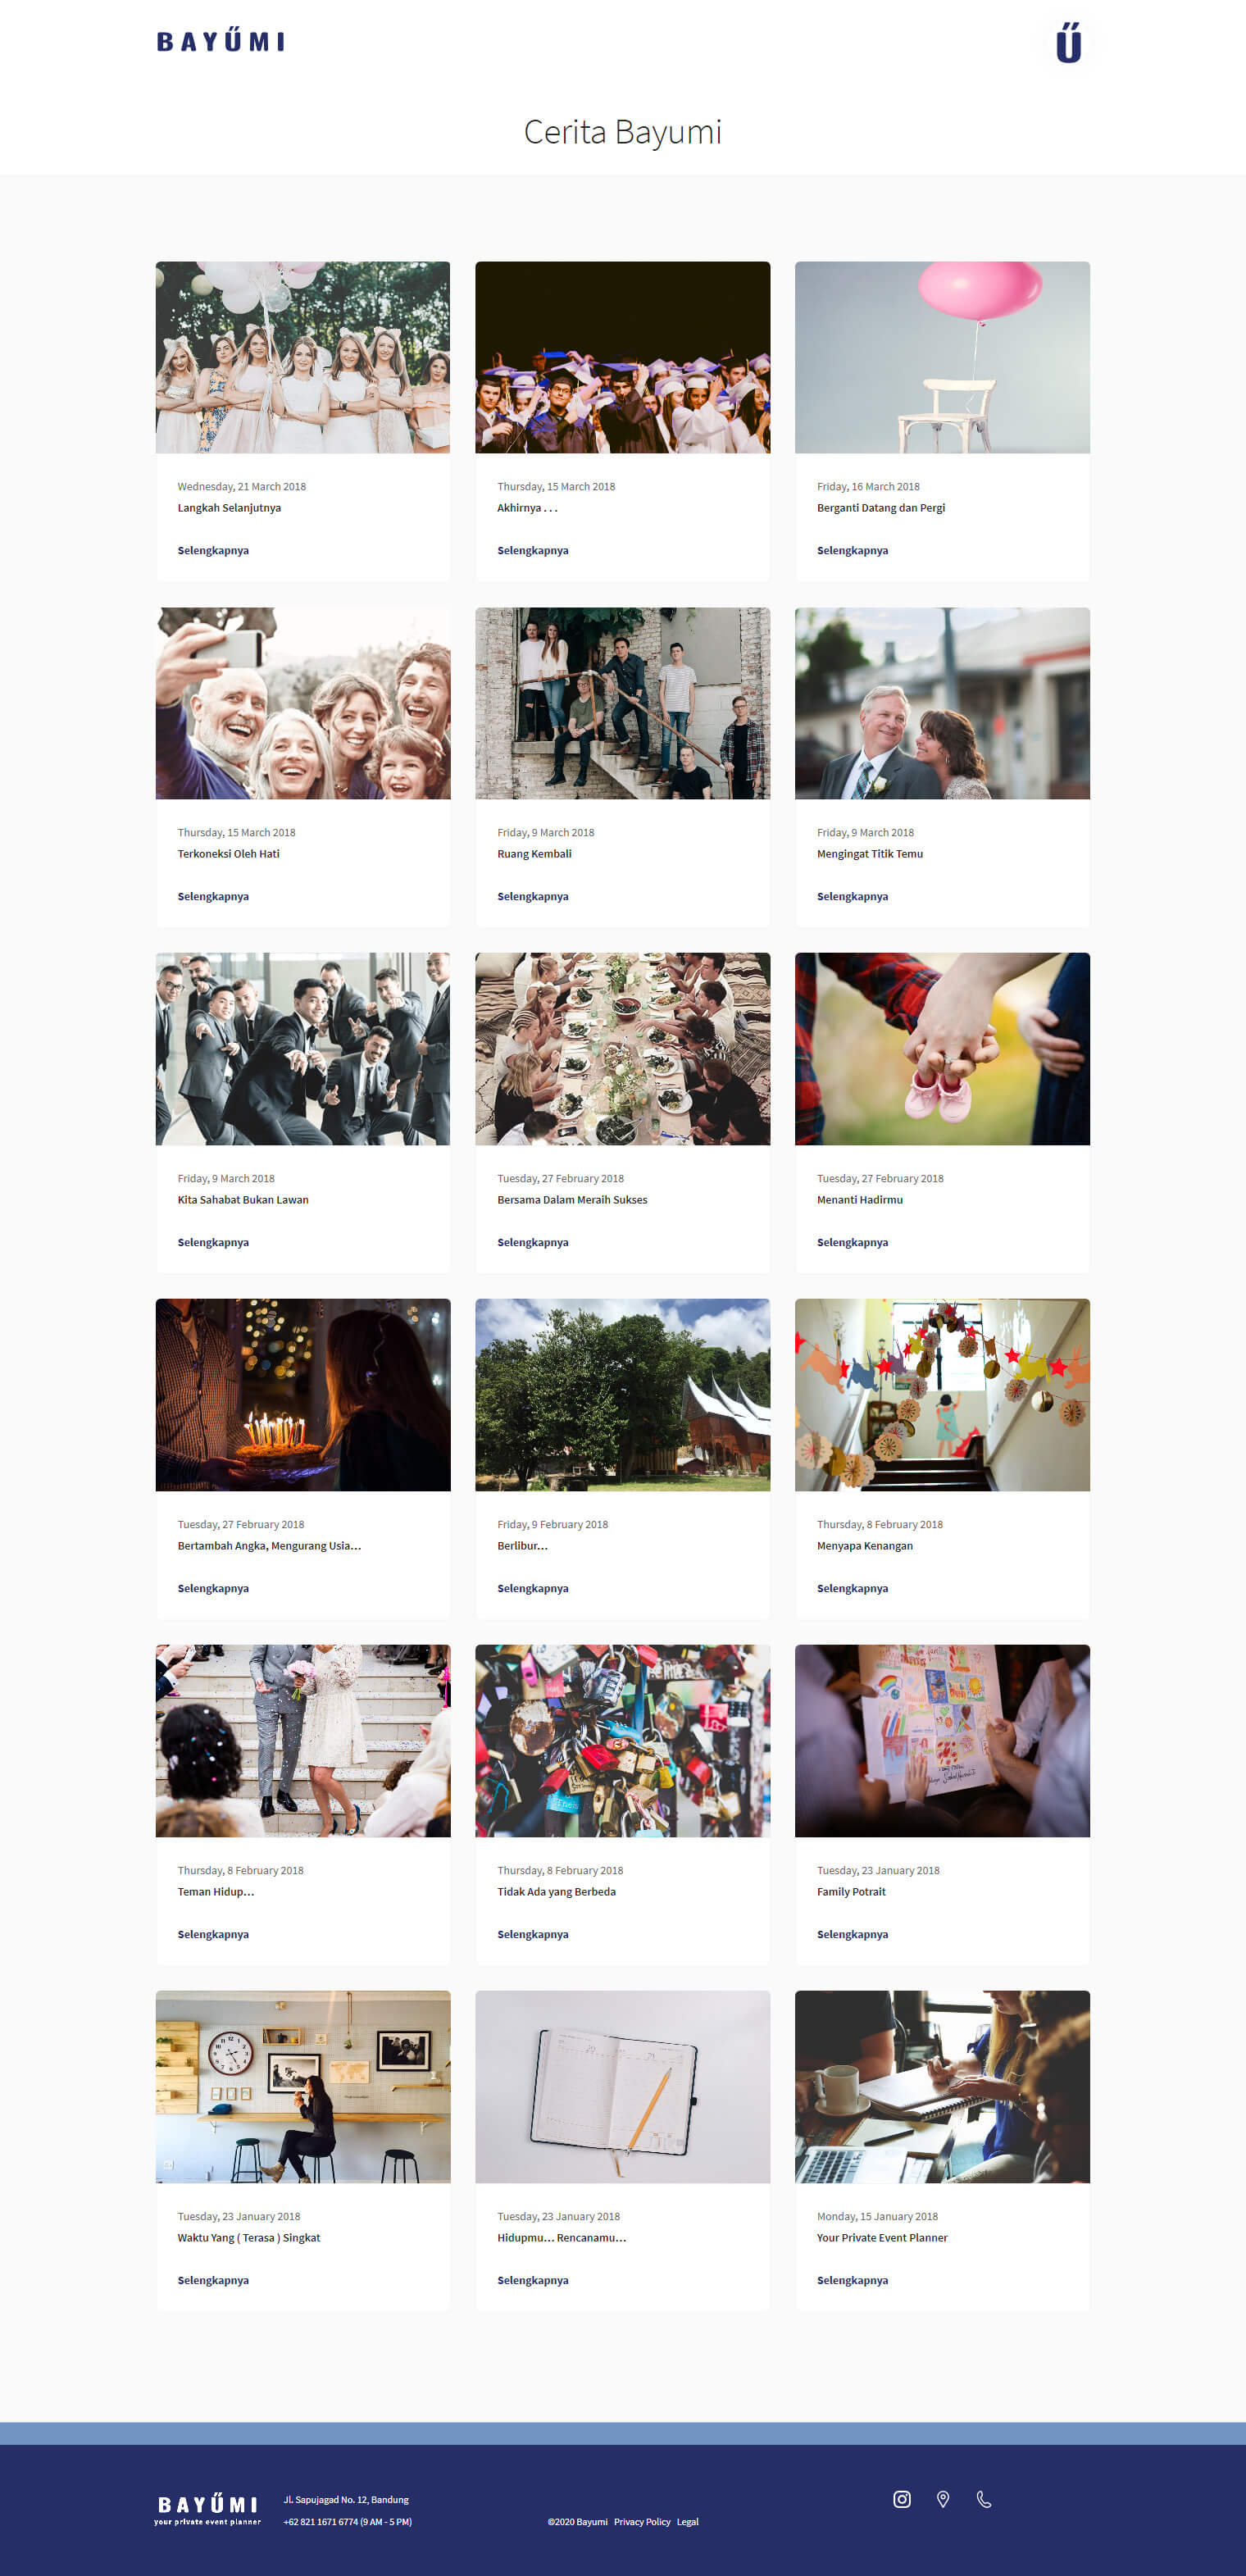 BAYŰMI
Ű
Cerita Bayumi
Wednesday, 21 March 2018
Langkah Selanjutnya
Selengkapnya
Thursday, 15 March 2018
Akhirnya . . .
Selengkapnya
Friday, 16 March 2018
Berganti Datang dan Pergi
Selengkapnya
Thursday, 15 March 2018
Terkoneksi Oleh Hati
Selengkapnya
Friday, 9 March 2018
Ruang Kembali
Selengkapnya
Friday, 9 March 2018
Mengingat Titik Temu
Selengkapnya
Friday, 9 March 2018
Kita Sahabat Bukan Lawan
Selengkapnya
Tuesday, 27 February 2018
Bersama Dalam Meraih Sukses
Selengkapnya
Tuesday, 27 February 2018
Menanti Hadirmu
Selengkapnya
Tuesday, 27 February 2018
Bertambah Angka, Mengurang Usia...
Selengkapnya
Friday, 9 February 2018
Berlibur...
Selengkapnya
Thursday, 8 February 2018
Menyapa Kenangan
Selengkapnya
Thursday, 8 February 2018
Teman Hidup...
Selengkapnya
Thursday, 8 February 2018
Tidak Ada yang Berbeda
Selengkapnya
Tuesday, 23 January 2018
Family Potrait
Selengkapnya
Tuesday, 23 January 2018
Waktu Yang ( Terasa ) Singkat
Selengkapnya
Tuesday, 23 January 2018
Hidupmu... Rencanamu...
Selengkapnya
Monday, 15 January 2018
Your Private Event Planner
Selengkapnya
BAYŰMI
your private event planner
Jl. Sapujagad No. 12, Bandung
+62 821 1671 6774 (9 AM - 5 PM)
©2020 Bayumi Privacy Policy Legal